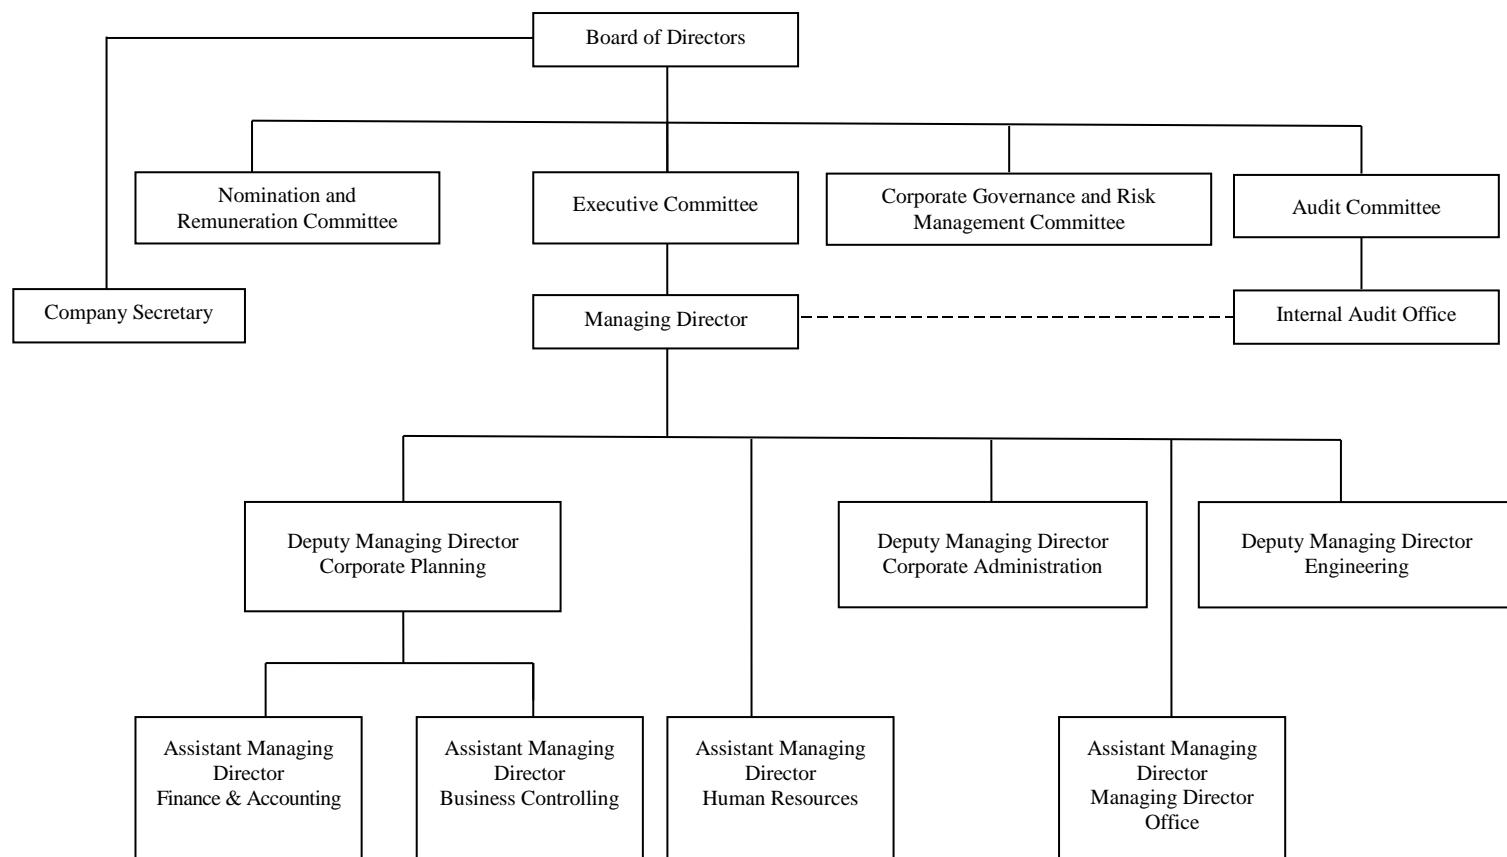 Board of Directors
Nomination and
Remuneration Committee
Executive Committee
Corporate Governance and Risk
Management Committee
Audit Committee
Company Secretary
Managing Director
Internal Audit Office
Deputy Managing Director
Corporate Planning
Deputy Managing Director
Corporate Administration
Deputy Managing Director
Engineering
Assistant Managing
Director
Finance & Accounting
Assistant Managing
Director
Business Controlling
Assistant Managing
Director
Human Resources
Assistant Managing
Director
Managing Director
Office